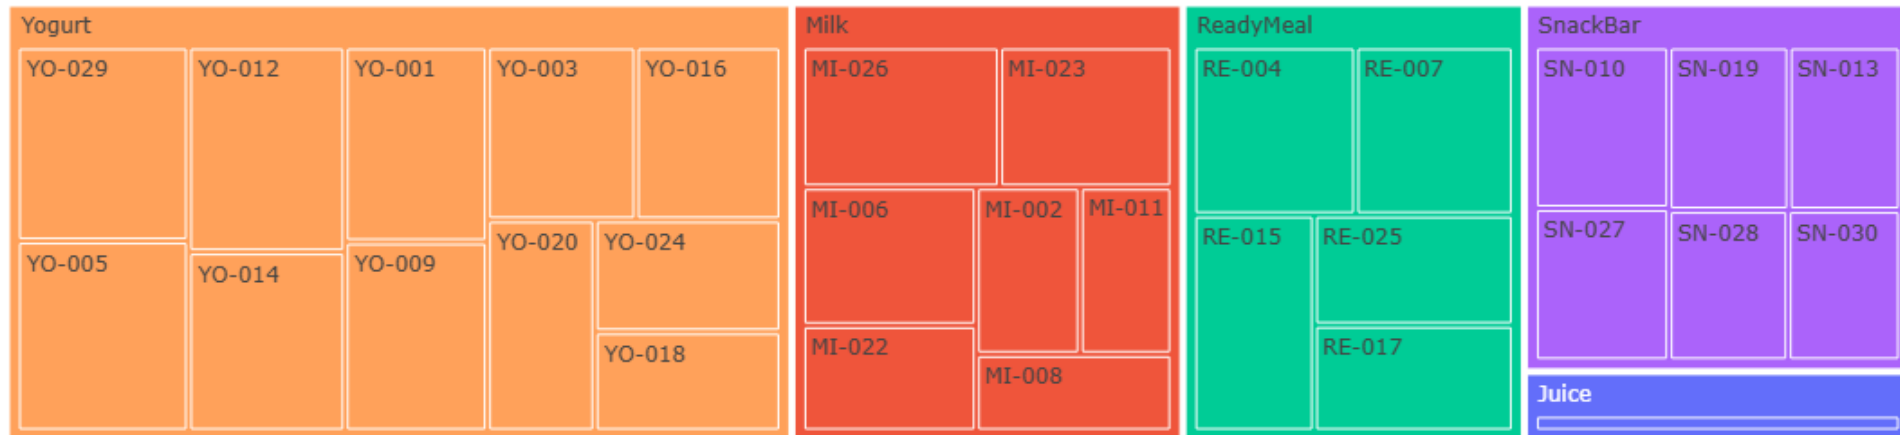 Yogurt
YO-029
YO-012
YO-001
YO-003
YO-016
YO-005
YO-014
YO-009
YO-020
YO-024
YO-018
Milk
MI-026
MI-023
MI-006
MI-002
MI-011
MI-022
MI-008
ReadyMeal
RE-004
RE-007
RE-015
RE-025
RE-017
SnackBar
SN-010
SN-019
SN-013
SN-027
SN-028
SN-030
Juice